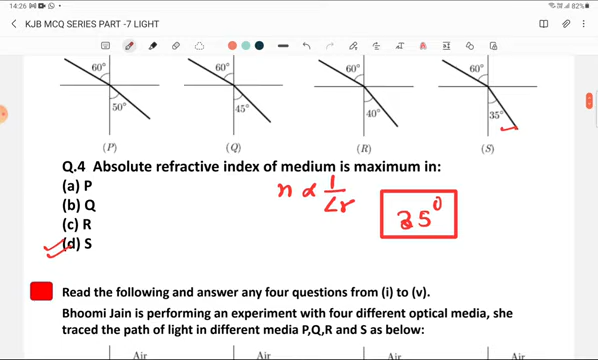 14:26
82%
KJB MCQ SERIES PART -7 LIGHT
60° 60° 60° 60°
50° 45° 40° 35°
(P) (Q) (R) (S)
Q.4 Absolute refractive index of medium is maximum in:
(a) P
(b) Q
(c) R
(d) S
n ∝ 1/∠r
35°
Read the following and answer any four questions from (i) to (v).
Bhoomi Jain is performing an experiment with four different optical media, she
traced the path of light in different media P,Q,R and S as below:
Air Air Air Air